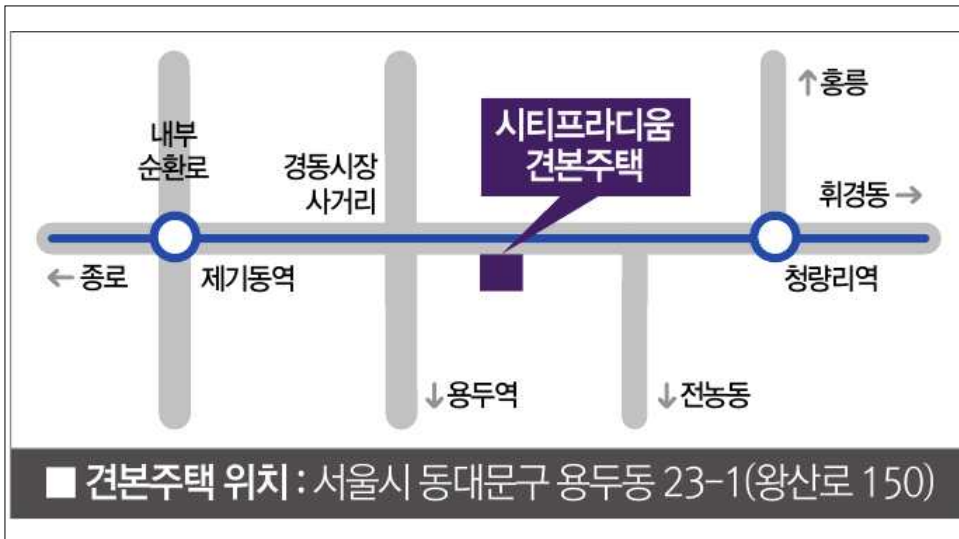 내부
순환로
경동시장
사거리
시티프라디움
견본주택
↑홍릉
휘경동→
←종로
제기동역
청량리역
↓용두역
↓전농동
■ 견본주택 위치 : 서울시 동대문구 용두동 23-1(왕산로 150)